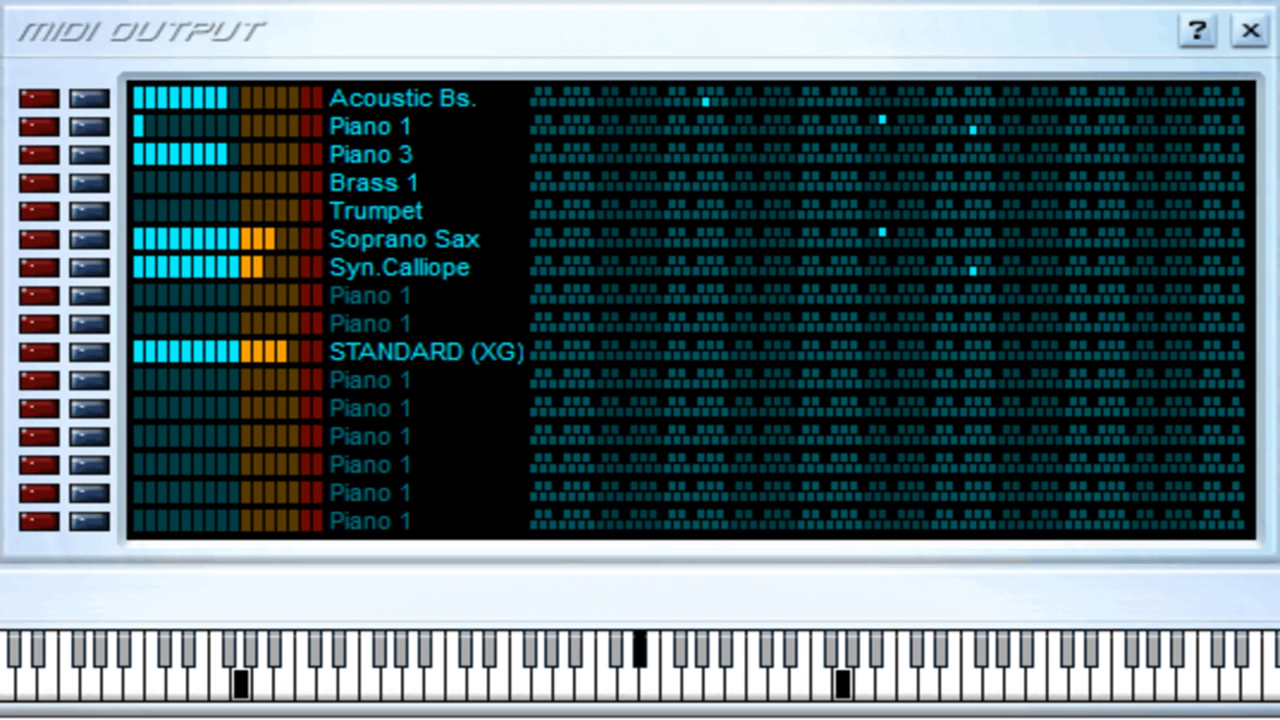 MIDI OUTPUT
? ×
Acoustic Bs.
Piano 1
Piano 3
Brass 1
Trumpet
Soprano Sax
Syn.Calliope
Piano 1
Piano 1
STANDARD (XG)
Piano 1
Piano 1
Piano 1
Piano 1
Piano 1
Piano 1